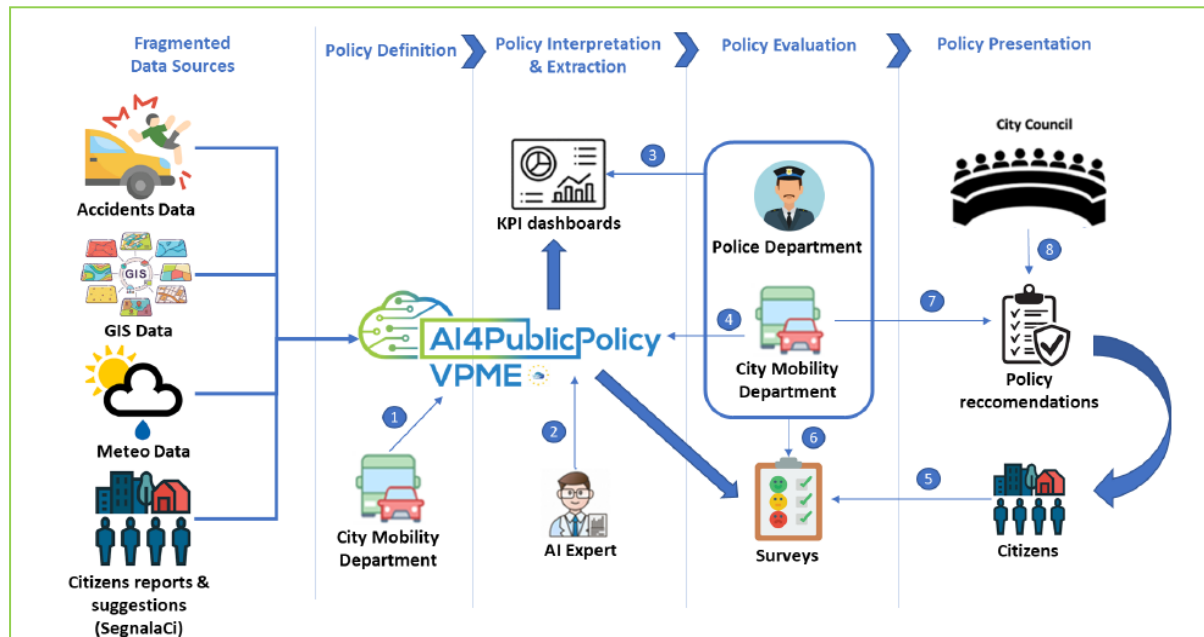 Fragmented
Data Sources
Policy Definition
Policy Interpretation
& Extraction
Policy Evaluation
Policy Presentation
Accidents Data
GIS
GIS Data
Meteo Data
Citizens reports &
suggestions
(SegnalaCi)
AI4PublicPolicy
VPME
1
City Mobility
Department
KPI dashboards
2
AI Expert
3
Police Department
4
City Mobility
Department
6
Surveys
City Council
8
7
Policy
reccomendations
5
Citizens